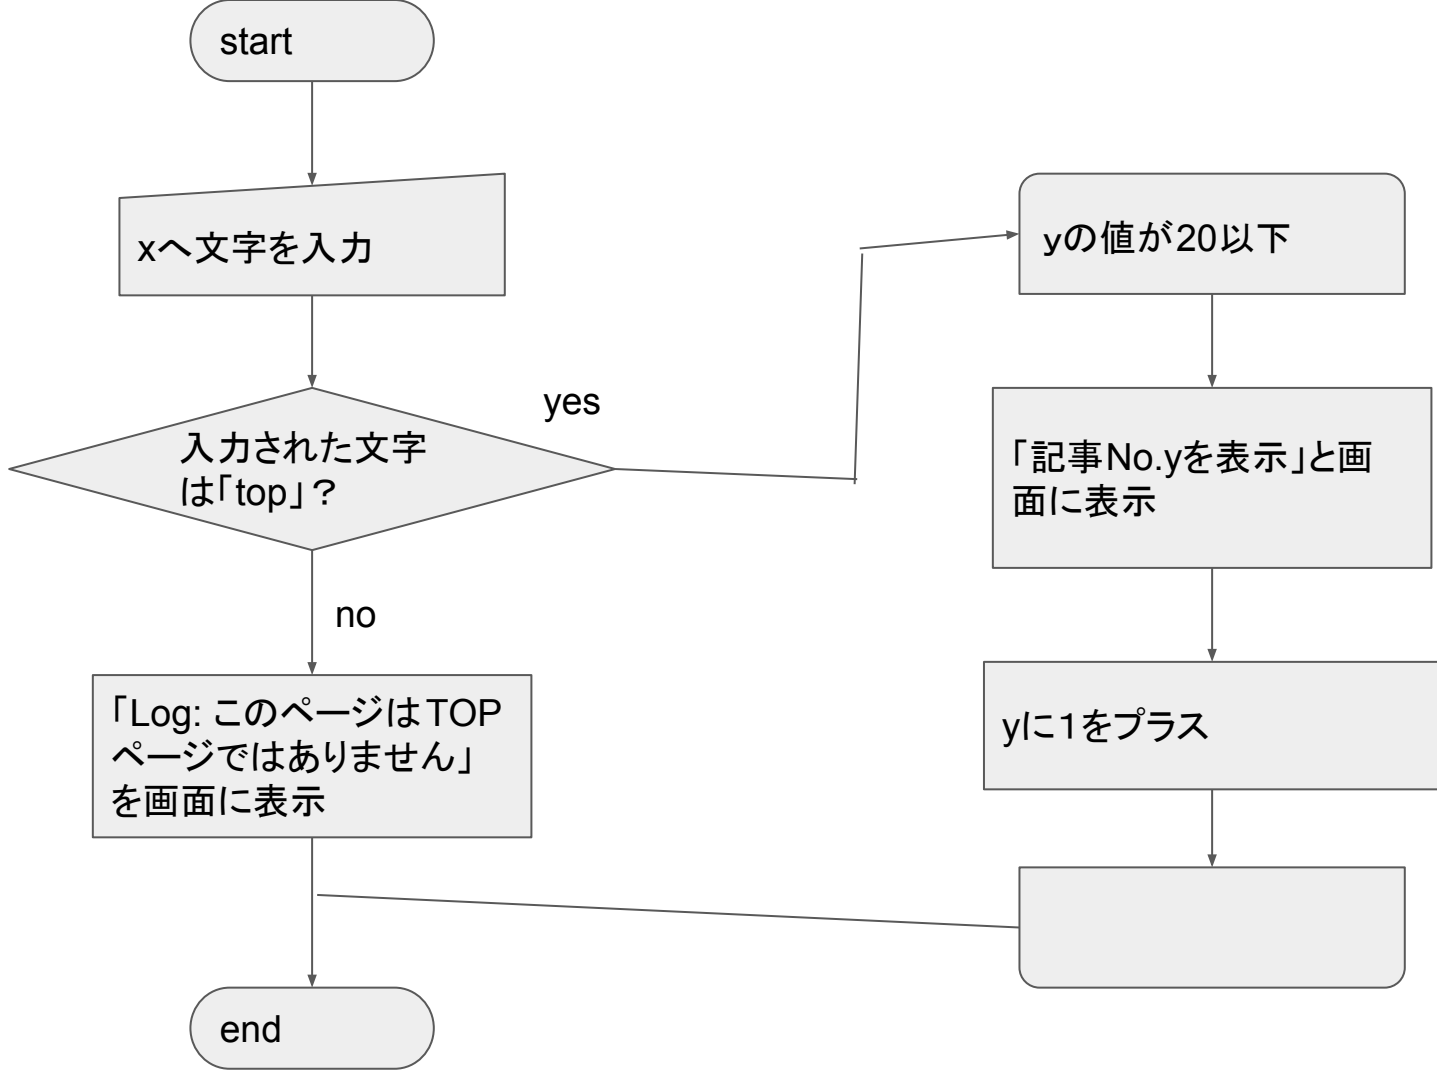 start
xへ文字を入力
入力された文字
は「top」？
yes
no
「Log: このページはTOP
ページではありません」
を画面に表示
end
ｙの値が20以下
「記事No.yを表示」と画
面に表示
yに１をプラス